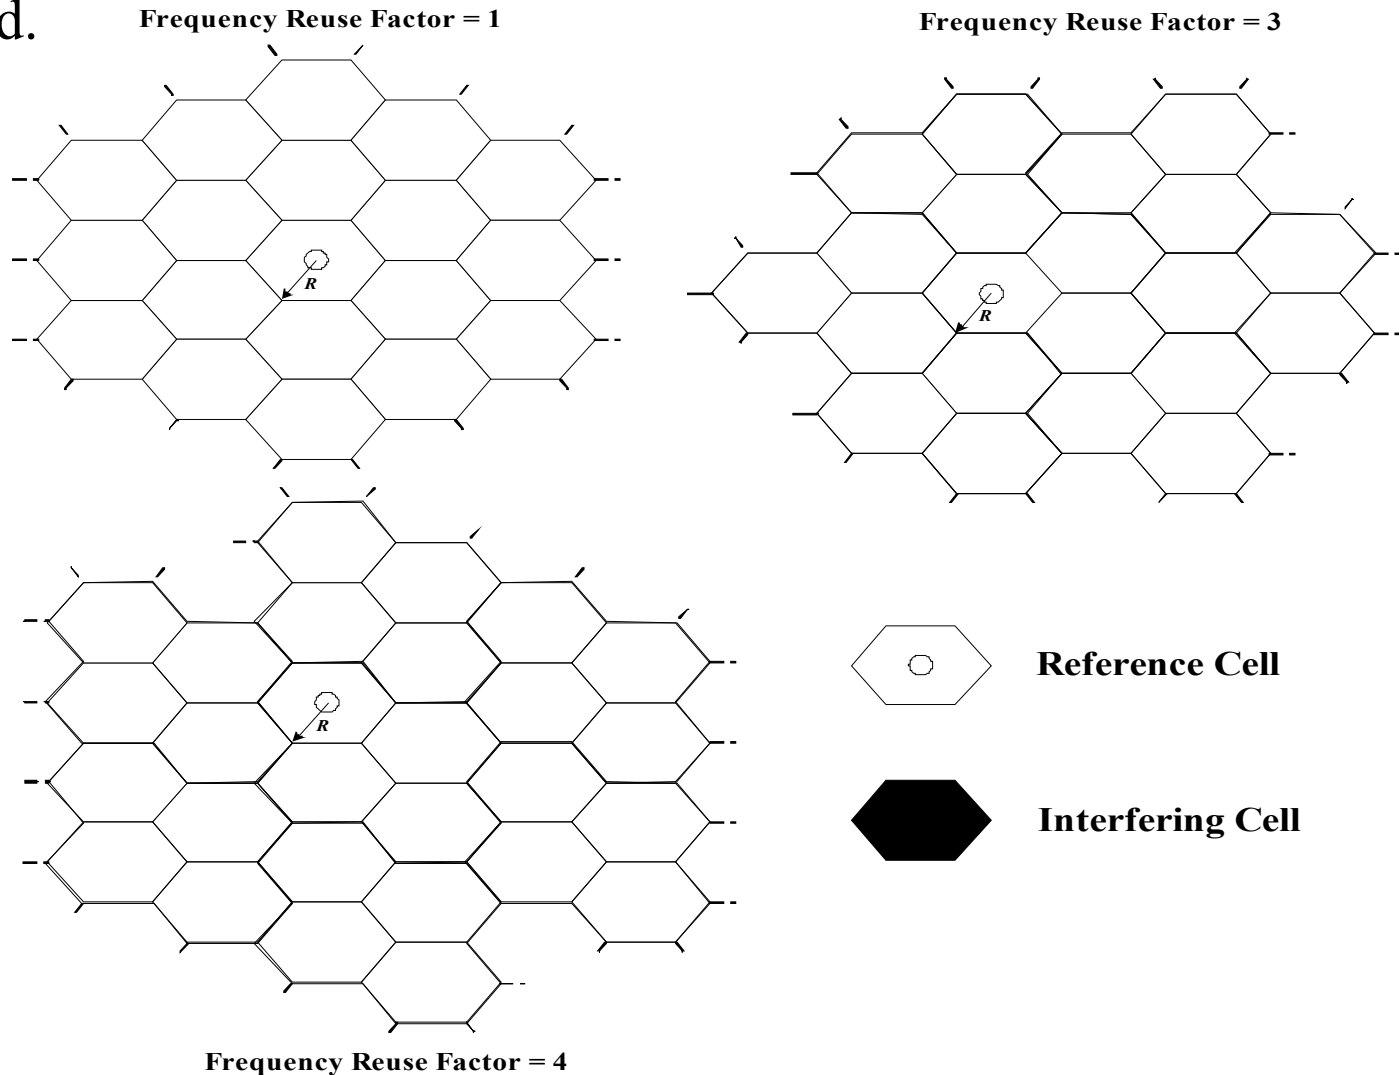 d.
Frequency Reuse Factor = 1
Frequency Reuse Factor = 3
R
R
R
Reference Cell
Interfering Cell
Frequency Reuse Factor = 4